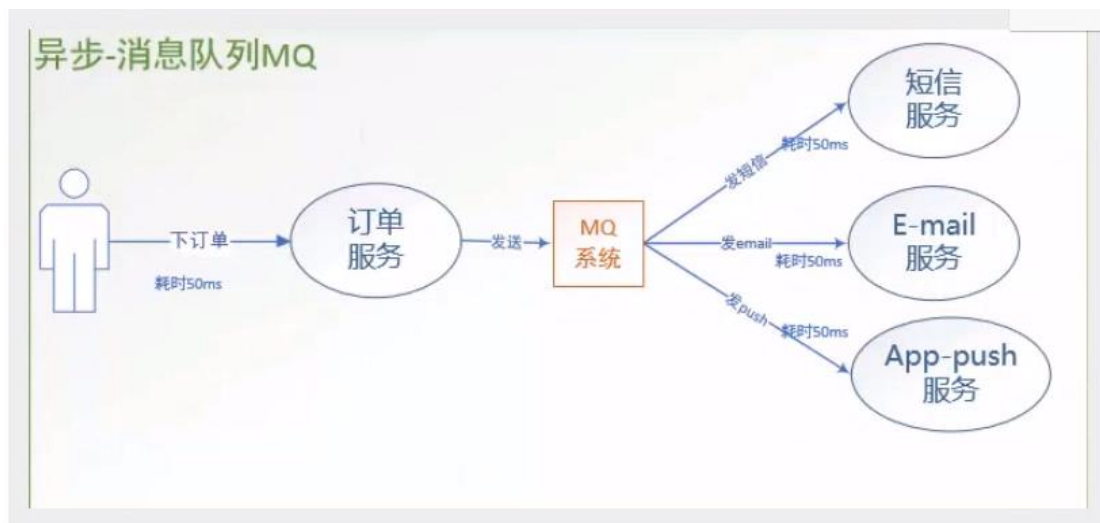 异步-消息队列MQ
短信
服务
耗时50ms
发短信
下订单
耗时50ms
订单
服务
发送
MQ
系统
发email
耗时50ms
E-mail
服务
发push
耗时50ms
App-push
服务